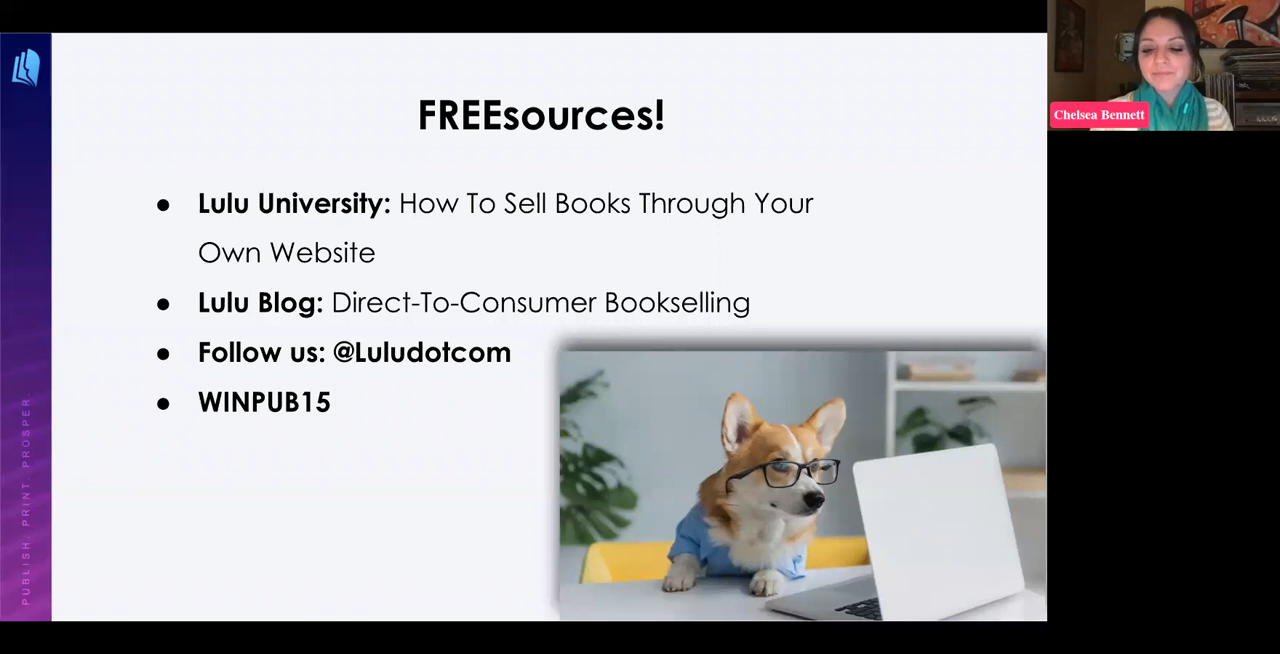 FREEsources!
● Lulu University: How To Sell Books Through Your
Own Website
● Lulu Blog: Direct-To-Consumer Bookselling
● Follow us: @Luludotcom
● WINPUB15
PUBLISH. PRINT. PROSPER
Chelsea Bennett